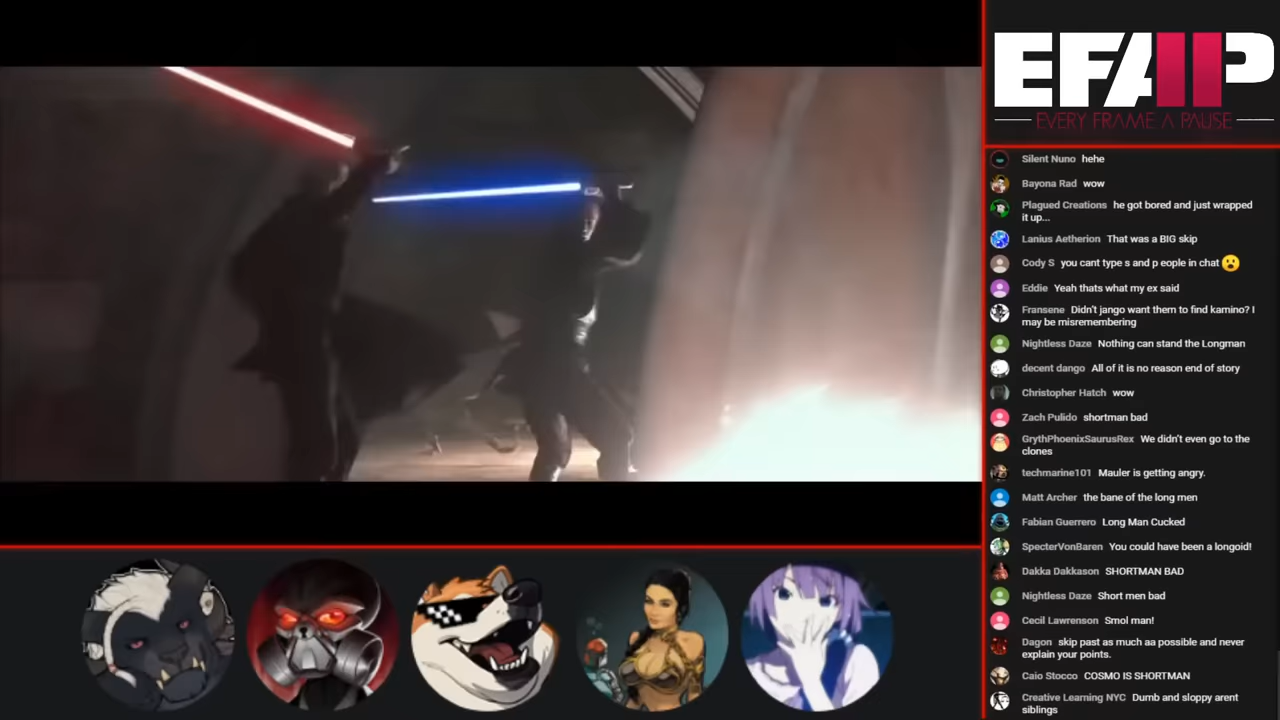 EFAP
EVERY FRAME A PAUSE
Silent Nuno hehe
Bayona Rad wow
Plagued Creations he got bored and just wrapped
it up...
Lanius Aetherion That was a BIG skip
Cody S you cant type s and p eople in chat😮
Eddie Yeah thats what my ex said
Fransene Didn't jango want them to find kamino? I
may be misremembering
Nightless Daze Nothing can stand the Longman
decent dango All of it is no reason end of story
Christopher Hatch wow
Zach Pulido shortman bad
GrythPhoenixSaurusRex We didn't even go to the
clones
techmarine101 Mauler is getting angry.
Matt Archer the bane of the long men
Fabian Guerrero Long Man Cucked
SpecterVonBaren You could have been a longoid!
Dakka Dakkason SHORTMAN BAD
Nightless Daze Short men bad
Cecil Lawrenson Smol man!
Dagon skip past as much aa possible and never
explain your points.
Caio Stocco COSMO IS SHORTMAN
Creative Learning NYC Dumb and sloppy arent
siblings